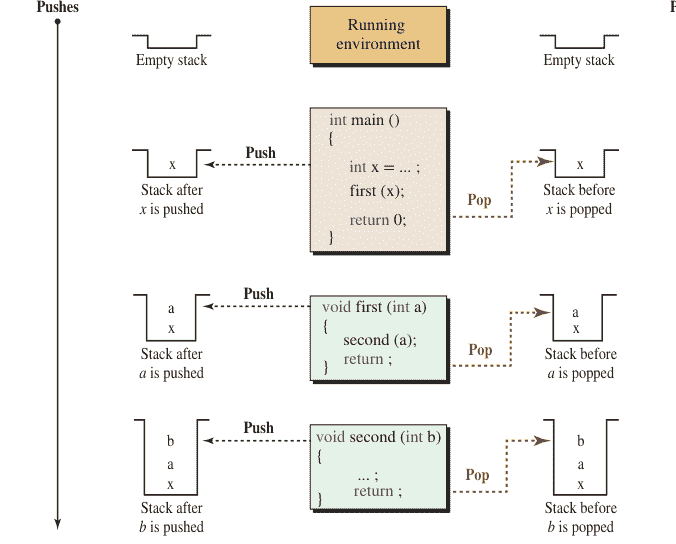 Pushes
P
Running
environment
Empty stack
Empty stack
int main ()
{
int x = ... ;
first (x);
return 0;
}
Push
x
Stack after
x is pushed
Pop
x
Stack before
x is popped
void first (int a)
{
second (a);
return ;
}
Push
a
x
Stack after
a is pushed
Pop
a
x
Stack before
a is popped
void second (int b)
{
... ;
return ;
}
Push
b
a
x
Stack after
b is pushed
Pop
b
a
x
Stack before
b is popped